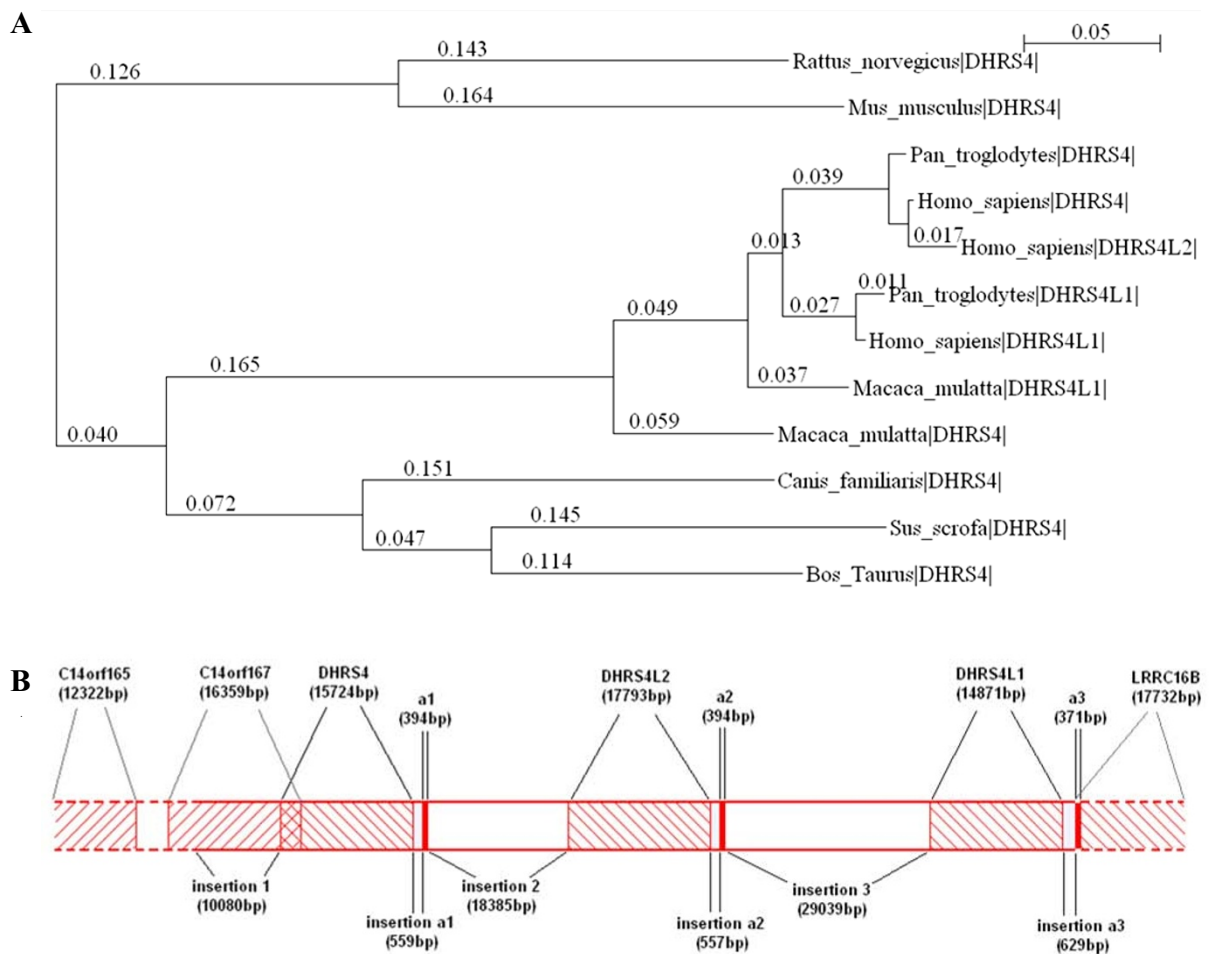 A
0.05
0.143
Rattus_norvegicus|DHRS4|
0.126
0.164
Mus_musculus|DHRS4|
Pan_troglodytes|DHRS4|
0.039
Homo_sapiens|DHRS4|
0.017
Homo_sapiens|DHRS4L2|
0.013
0.011
Pan_troglodytes|DHRS4L1|
0.027
Homo_sapiens|DHRS4L1|
0.049
0.037
Macaca_mulatta|DHRS4L1|
0.165
0.059
Macaca_mulatta|DHRS4|
0.040
0.151
Canis_familiaris|DHRS4|
0.072
0.145
Sus_scrofa|DHRS4|
0.047
0.114
Bos_Taurus|DHRS4|
B
C14orf165
(12322bp)
C14orf167
(16359bp)
DHRS4
(15724bp)
a1
(394bp)
DHRS4L2
(17793bp)
a2
(394bp)
DHRS4L1
(14871bp)
a3
(371bp)
LRRC16B
(17732bp)
insertion 1
(10080bp)
insertion a1
(559bp)
insertion 2
(18385bp)
insertion a2
(557bp)
insertion 3
(29039bp)
insertion a3
(629bp)